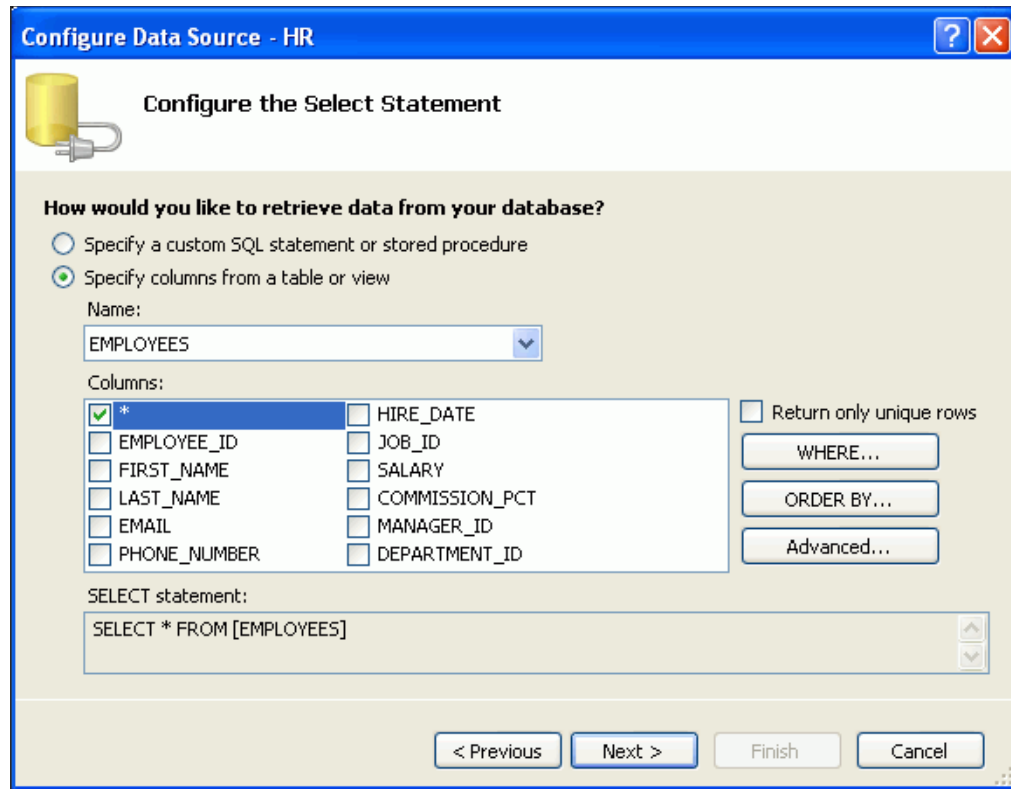 Configure Data Source - HR
Configure the Select Statement
How would you like to retrieve data from your database?
Specify a custom SQL statement or stored procedure
Specify columns from a table or view
Name:
EMPLOYEES
Columns:
* HIRE_DATE
EMPLOYEE_ID JOB_ID
FIRST_NAME SALARY
LAST_NAME COMMISSION_PCT
EMAIL MANAGER_ID
PHONE_NUMBER DEPARTMENT_ID
Return only unique rows
WHERE...
ORDER BY...
Advanced...
SELECT statement:
SELECT * FROM [EMPLOYEES]
< Previous Next > Finish Cancel